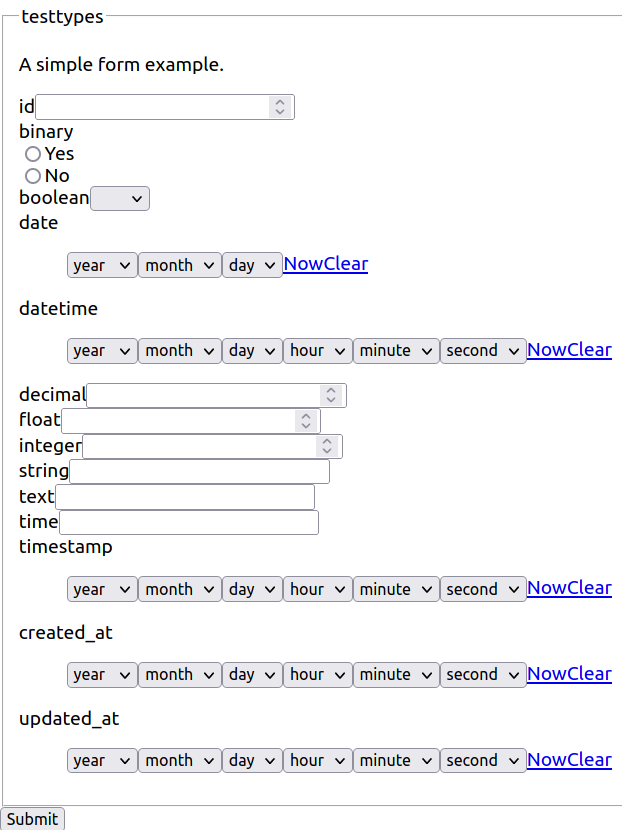 testtypes
A simple form example.
id
binary
Yes
No
boolean
date
year month day NowClear
datetime
year month day hour minute second NowClear
decimal
float
integer
string
text
time
timestamp
year month day hour minute second NowClear
created_at
year month day hour minute second NowClear
updated_at
year month day hour minute second NowClear
Submit